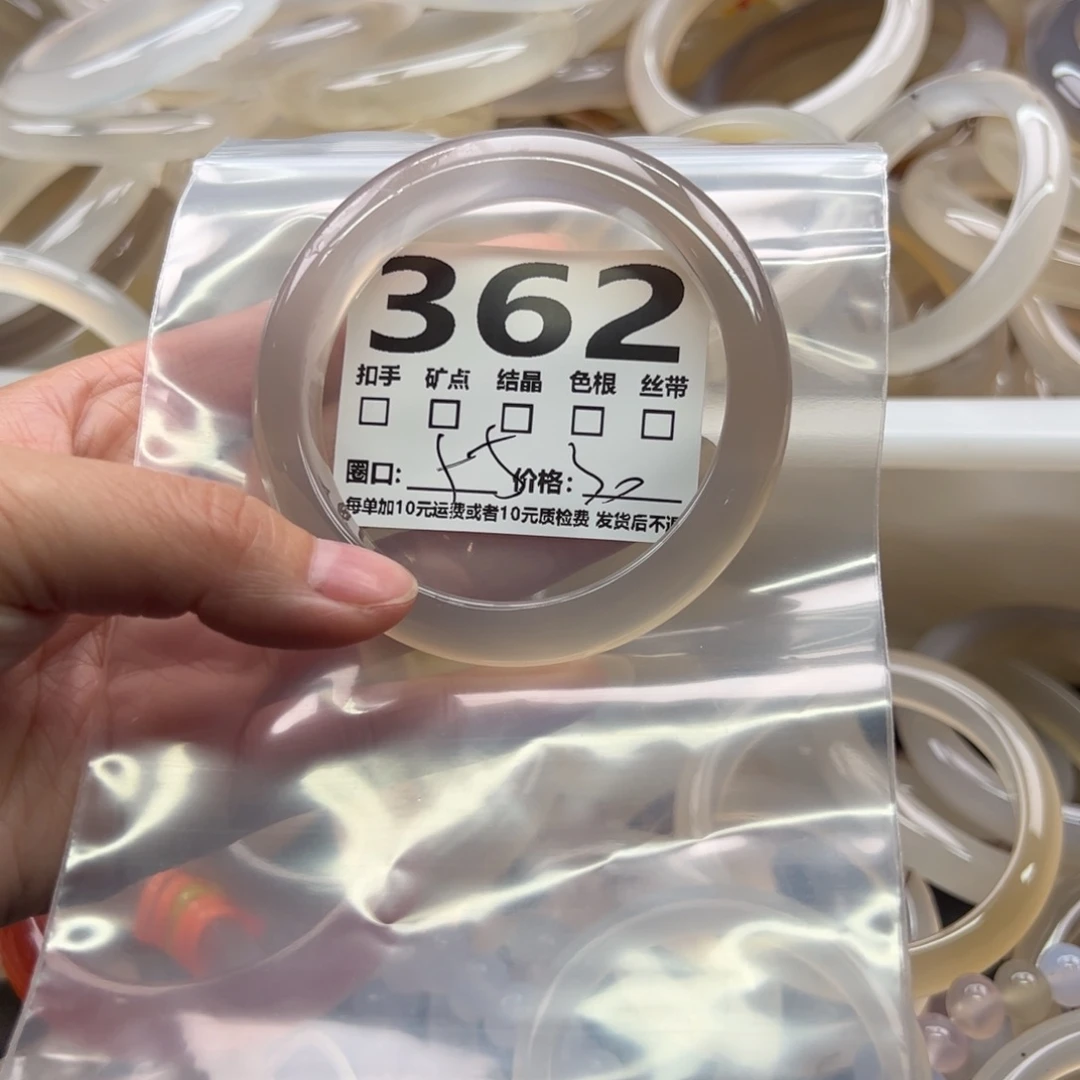 362
扣手 矿点 结晶 色根 丝带
圈口: 价格:
每单加10元运费或者10元质检费 发货后不退